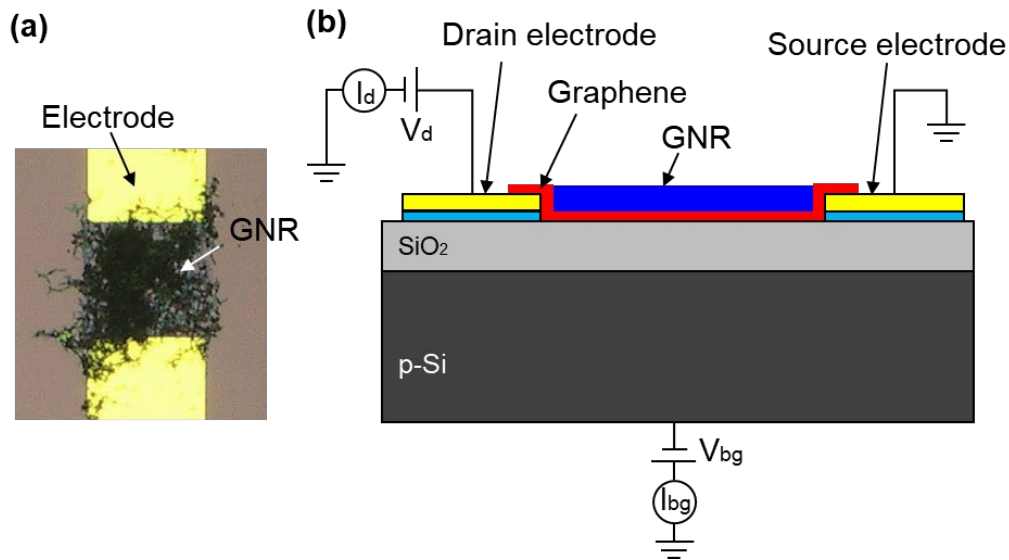 (a)
Electrode
GNR
(b)
Drain electrode
Source electrode
Id
Vd
Graphene
GNR
SiO2
p-Si
Vbg
Ibg